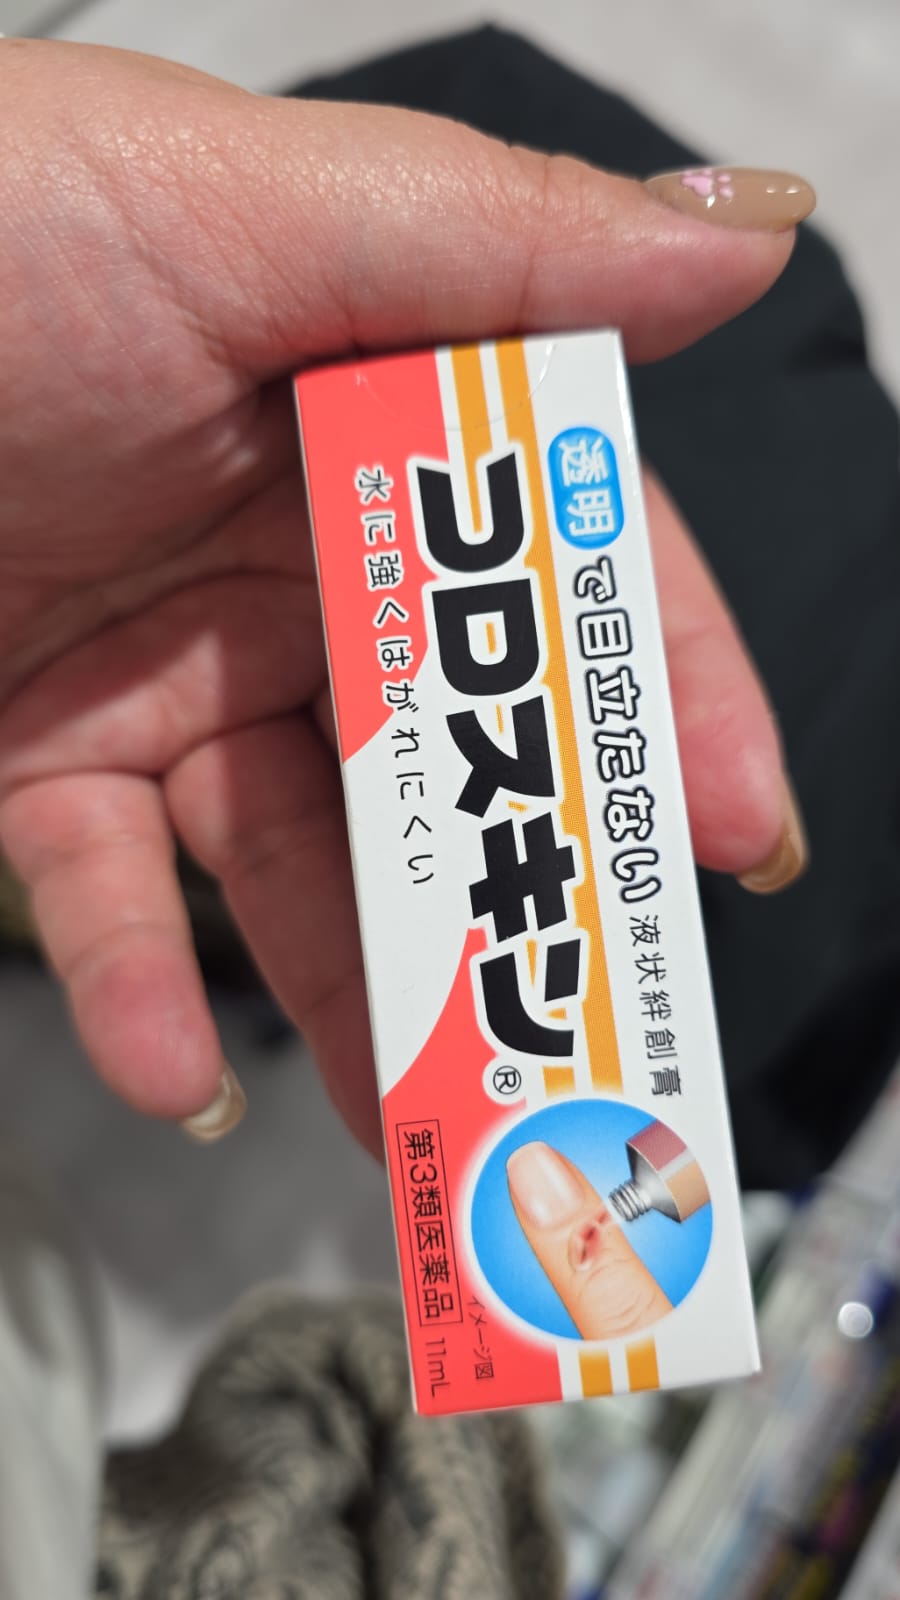 透明で目立たない 液状絆創膏
コロスキン®
水に強くはがれにくい
第3類医薬品 11mL
イメージ図